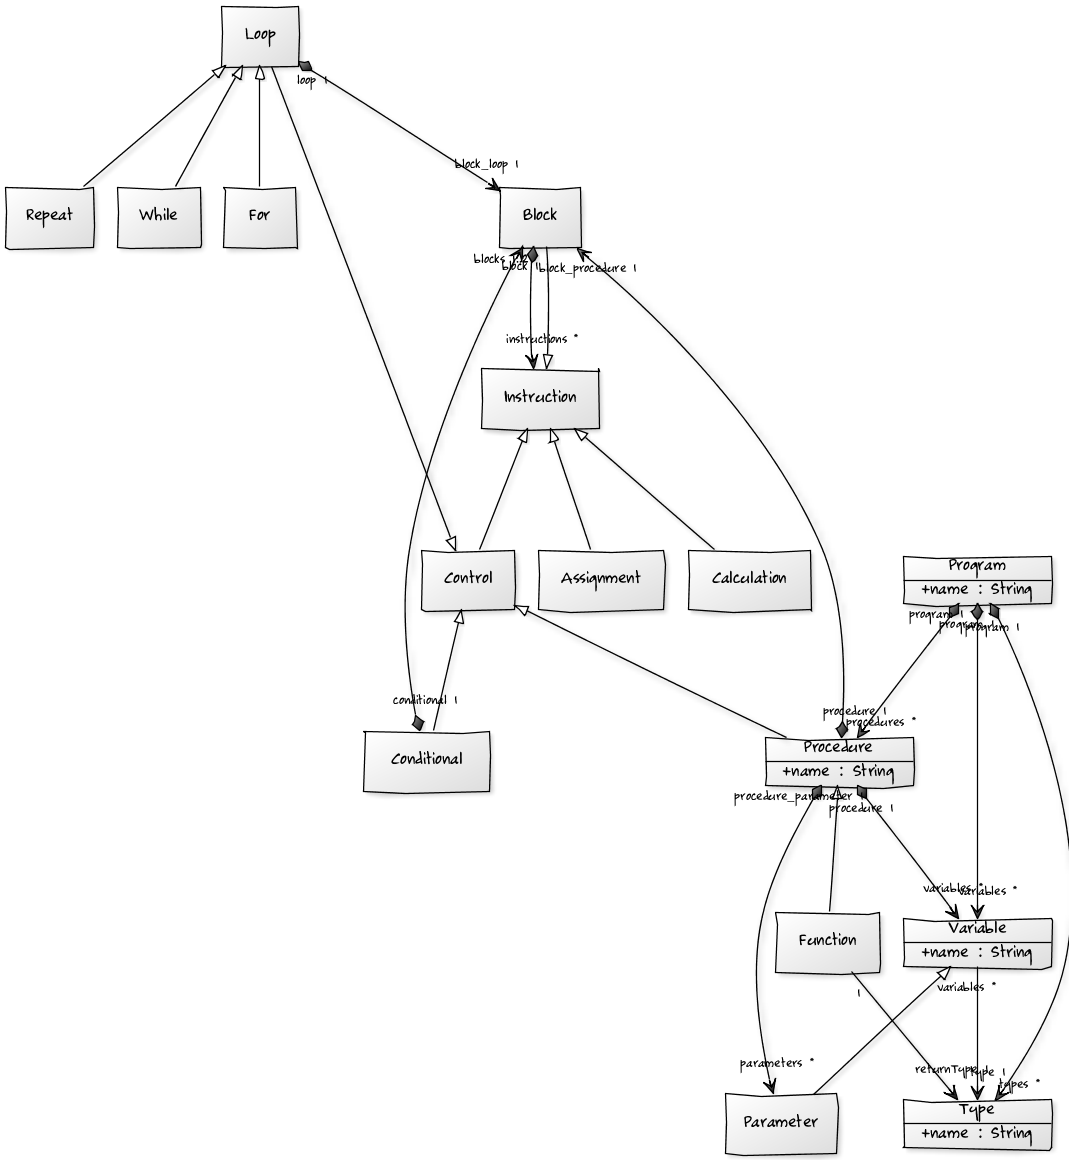 Loop
loop 1
block_loop 1
Repeat
While
For
Block
blocks 1..2
block 1
block_procedure 1
instructions *
Instruction
Control
Assignment
Calculation
Program
+name : String
program 1
program 1
program 1
conditional 1
procedure 1
procedures *
Conditional
Procedure
+name : String
procedure_parameter
procedure 1
variables *
variables *
Function
Variable
+name : String
1
variables *
parameters *
returnType
type 1
types *
Parameter
Type
+name : String